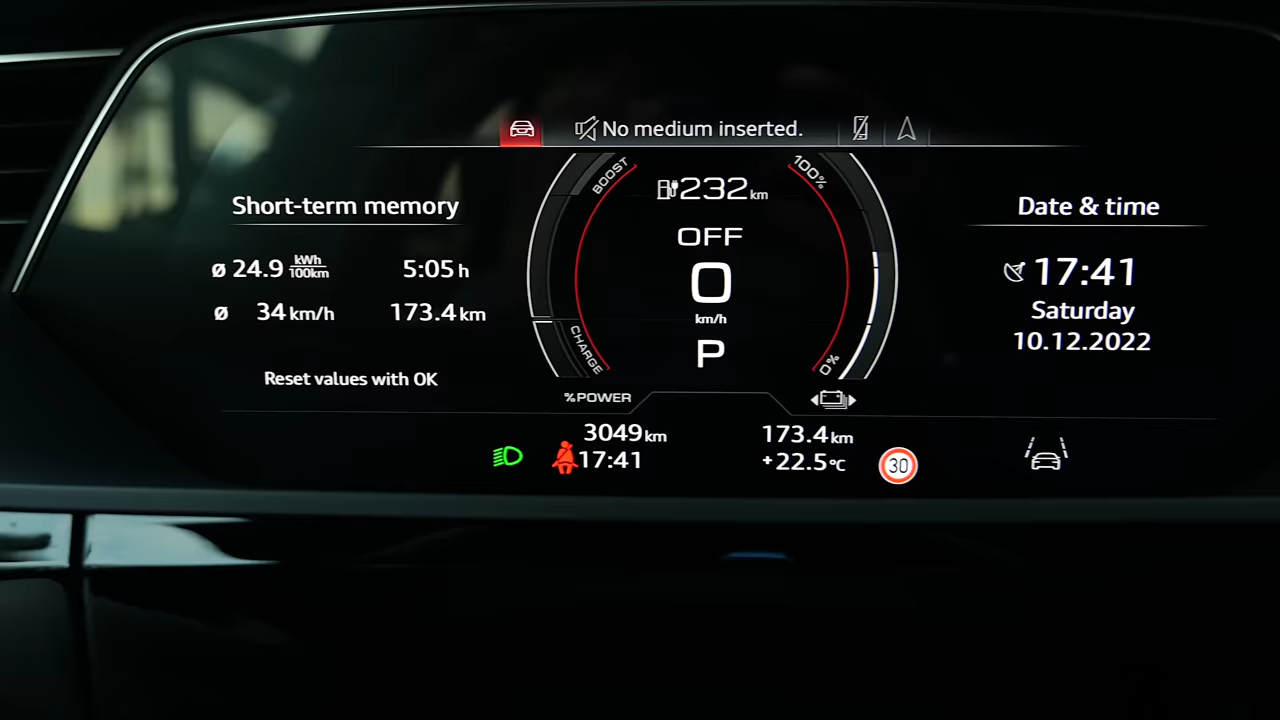 No medium inserted.
Short-term memory
ø 24.9 kWh/100km 5:05 h
ø 34 km/h 173.4 km
Reset values with OK
BOOST
CHARGE
%POWER
232 km
OFF
0
km/h
P
100%
0%
Date & time
17:41
Saturday
10.12.2022
3049 km 173.4 km
17:41 +22.5 °C
30